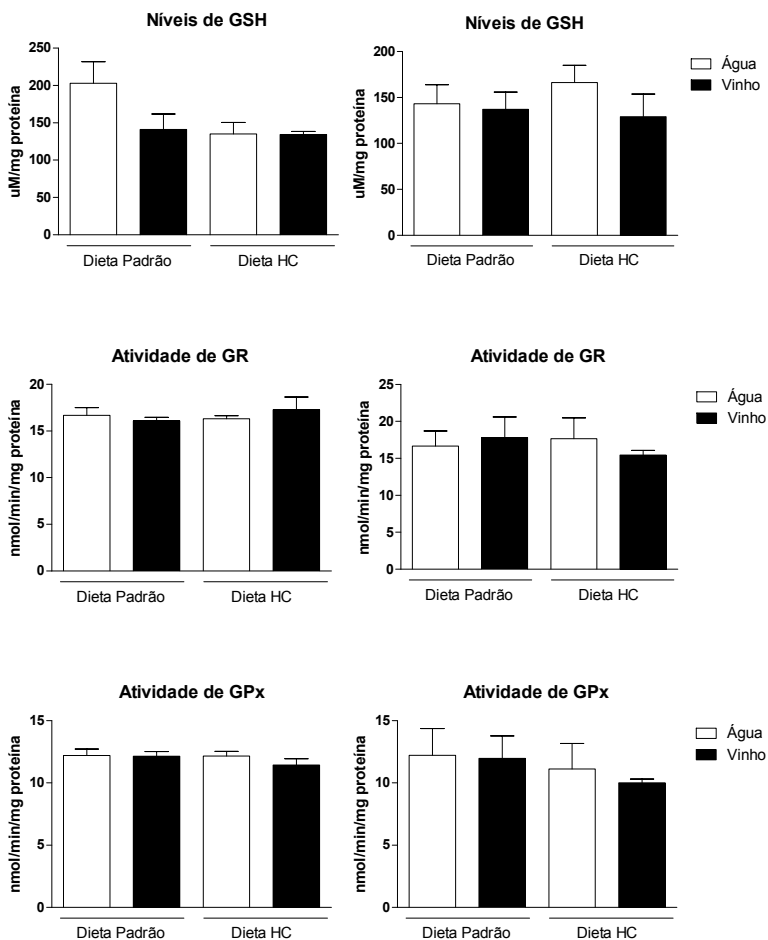 Níveis de GSH
250
200
150
100
50
0
uM/mg proteína
Dieta Padrão
Dieta HC
Níveis de GSH
200
150
100
50
0
uM/mg proteína
Dieta Padrão
Dieta HC
Água
Vinho
Atividade de GR
20
15
10
5
0
nmol/min/mg proteína
Dieta Padrão
Dieta HC
Atividade de GR
25
20
15
10
5
0
nmol/min/mg proteína
Dieta Padrão
Dieta HC
Água
Vinho
Atividade de GPx
15
10
5
0
nmol/min/mg proteína
Dieta Padrão
Dieta HC
Atividade de GPx
15
10
5
0
nmol/min/mg proteína
Dieta Padrão
Dieta HC
Água
Vinho